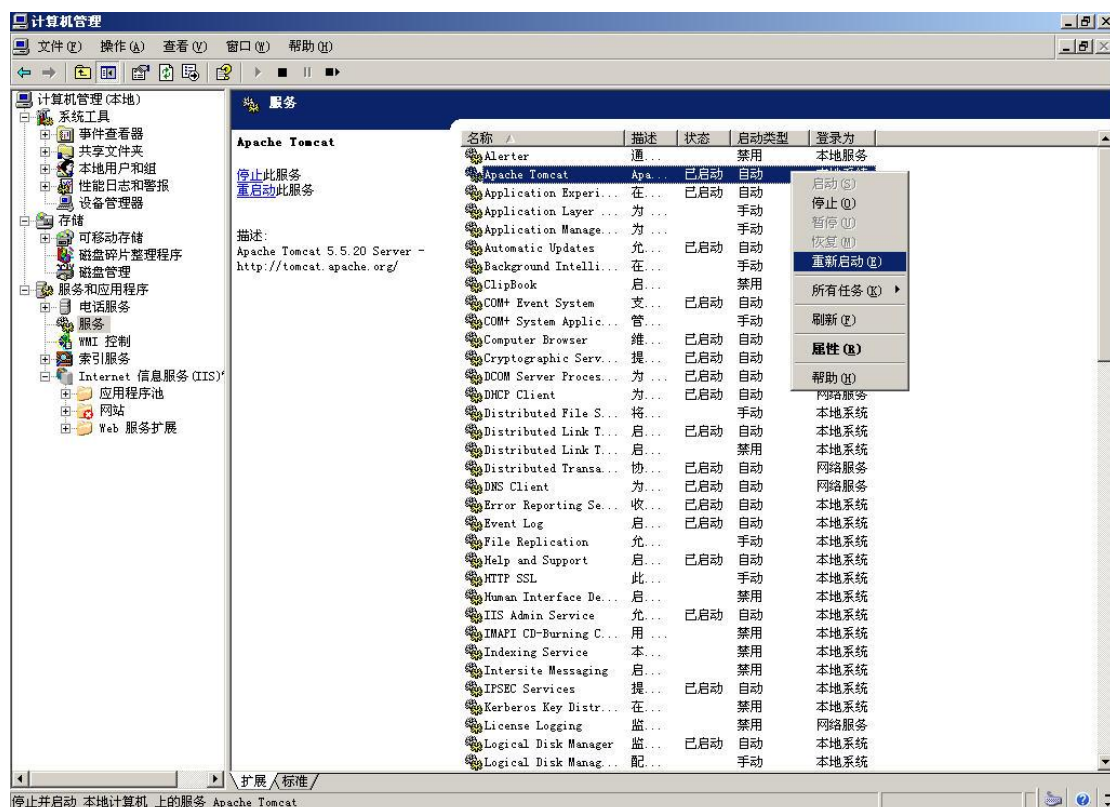 计算机管理
文件(F) 操作(A) 查看(V) 窗口(W) 帮助(H)
计算机管理(本地)
系统工具
事件查看器
共享文件夹
本地用户和组
性能日志和警报
设备管理器
存储
可移动存储
磁盘碎片整理程序
磁盘管理
服务和应用程序
电话服务
服务
WMI 控制
索引服务
Internet 信息服务(IIS)
应用程序池
网站
Web 服务扩展
服务
Apache Tomcat
停止此服务
重启动此服务
描述:
Apache Tomcat 5.5.20 Server -
http://tomcat.apache.org/
名称 描述 状态 启动类型 登录为
Alerter 通... 禁用 本地服务
Apache Tomcat Apa... 已启动 自动
Application Experi... 在... 已启动 自动
Application Layer ... 为 ... 手动
Application Manage... 为 ... 手动
Automatic Updates 允... 已启动 自动
Background Intelli... 在... 手动
ClipBook 启... 禁用
COM+ Event System 支... 已启动 自动
COM+ System Applic... 管... 手动
Computer Browser 维... 已启动 自动
Cryptographic Serv... 提... 已启动 自动
DCOM Server Proces... 为 ... 已启动 自动
DHCP Client 为... 已启动 自动 网络服务
Distributed File S... 将... 手动 本地系统
Distributed Link T... 启... 已启动 自动 本地系统
Distributed Link T... 启... 禁用 本地系统
Distributed Transa... 协... 已启动 自动 网络服务
DNS Client 为... 已启动 自动 网络服务
Error Reporting Se... 收... 已启动 自动 本地系统
Event Log 启... 已启动 自动 本地系统
File Replication 允... 手动 本地系统
Help and Support 启... 已启动 自动 本地系统
HTTP SSL 此... 手动 本地系统
Human Interface De... 启... 禁用 本地系统
IIS Admin Service 允... 已启动 自动 本地系统
IMAPI CD-Burning C... 用 ... 禁用 本地系统
Indexing Service 本... 禁用 本地系统
Intersite Messaging 启... 禁用 本地系统
IPSEC Services 提... 已启动 自动 本地系统
Kerberos Key Distr... 在... 禁用 本地系统
License Logging 监... 禁用 网络服务
Logical Disk Manager 监... 已启动 自动 本地系统
Logical Disk Manag... 配... 手动 本地系统
启动(S)
停止(O)
暂停(U)
恢复(M)
重新启动(E)
所有任务(K)
刷新(F)
属性(R)
帮助(H)
扩展 标准
停止并启动 本地计算机 上的服务 Apache Tomcat